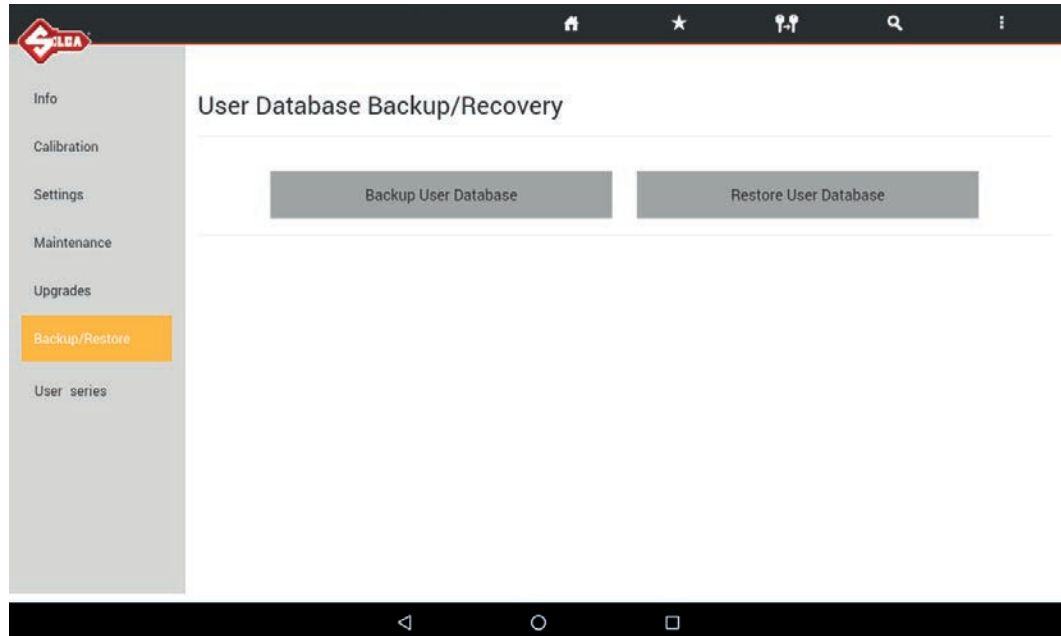 SILCA
Info
Calibration
Settings
Maintenance
Upgrades
Backup/Restore
User series
User Database Backup/Recovery
Backup User Database
Restore User Database